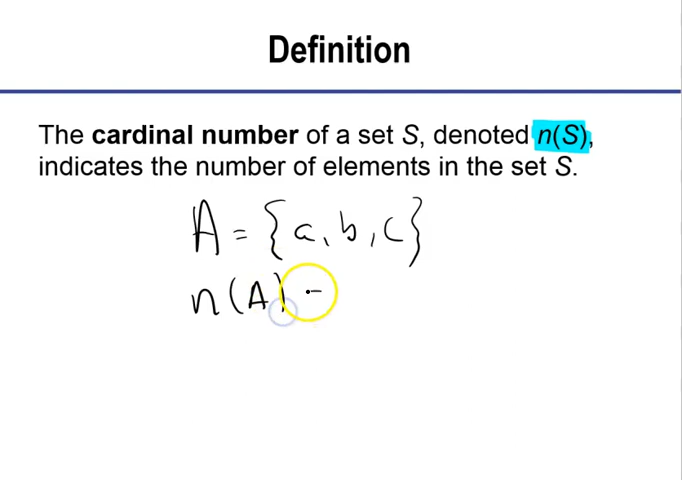 Definition
The cardinal number of a set S, denoted n(S),
indicates the number of elements in the set S.
A = {a, b, c}
n(A) -